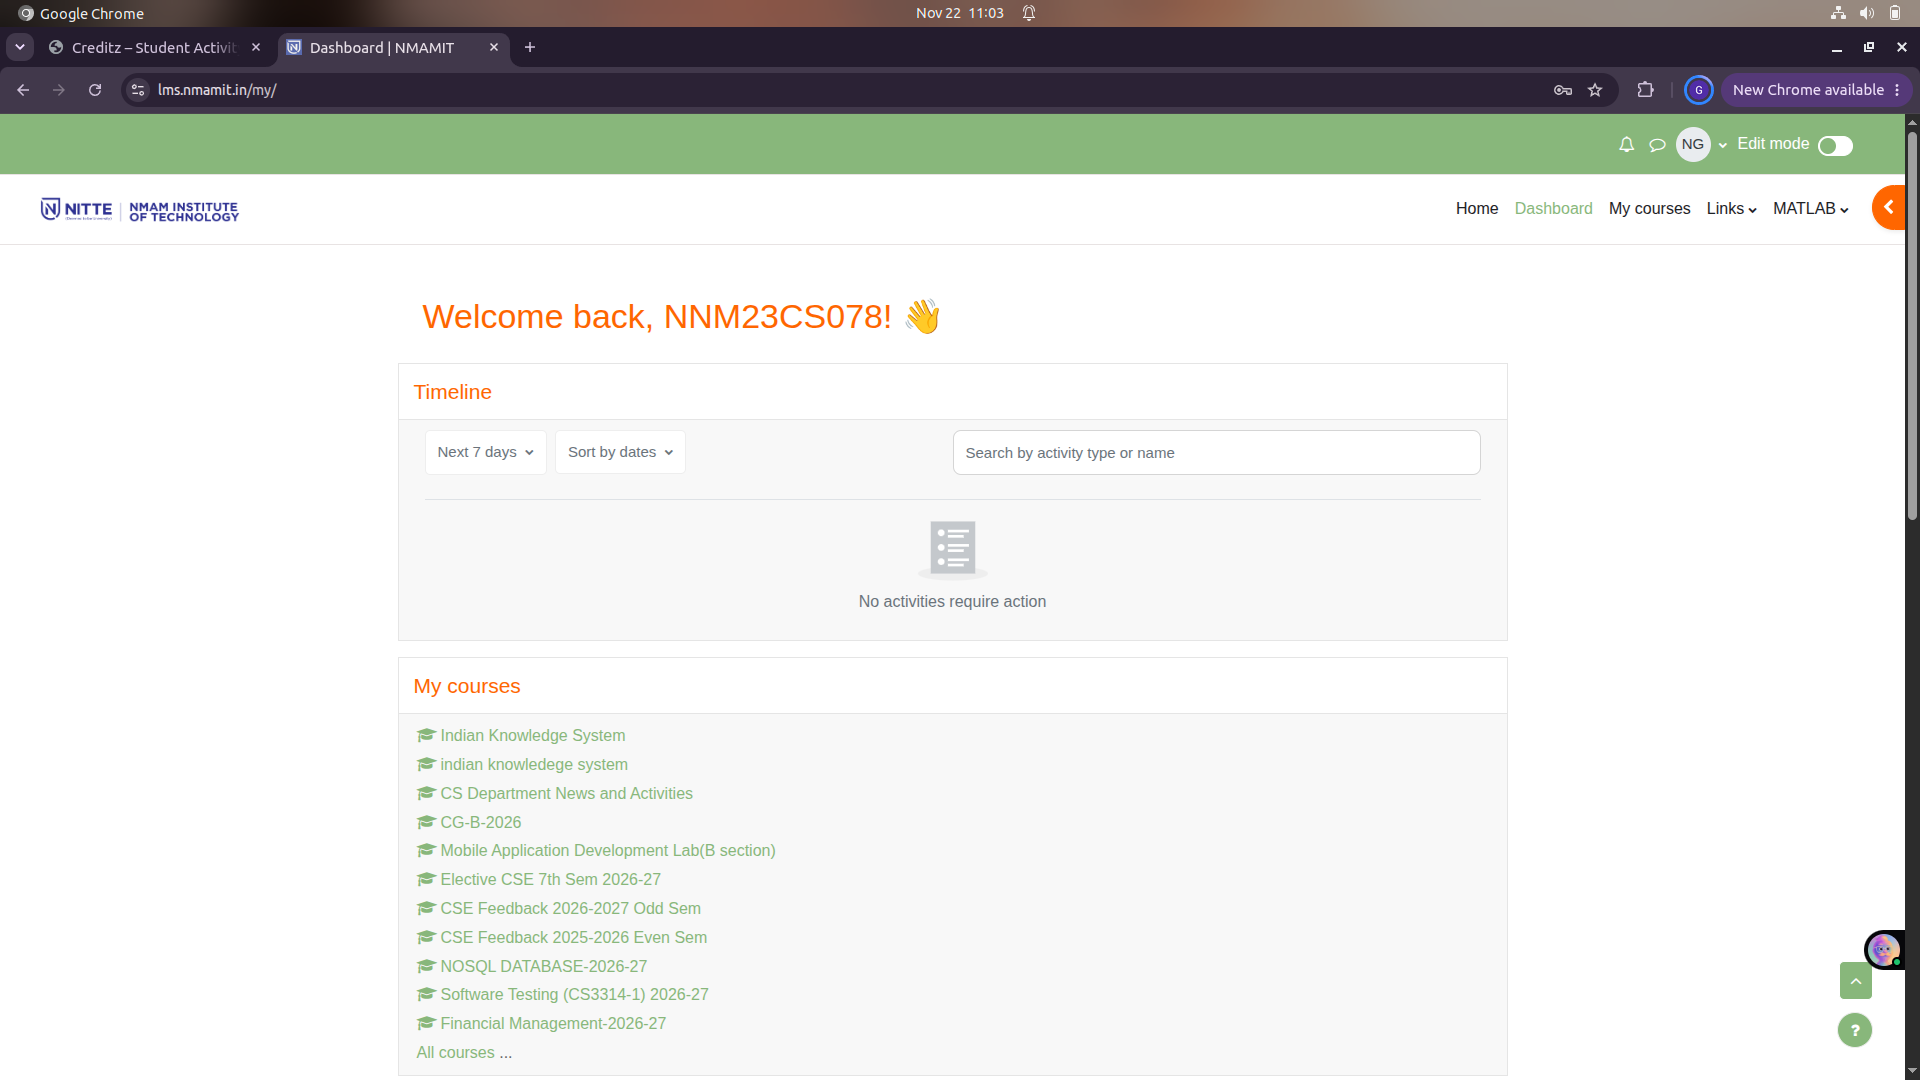 Google Chrome
Nov 22 11:03
Creditz – Student Activit
Dashboard | NMAMIT
lms.nmamit.in/my/
G
New Chrome available
NG
Edit mode
NITTE
NMAM INSTITUTE
OF TECHNOLOGY
Home
Dashboard
My courses
Links
MATLAB
Welcome back, NNM23CS078! 👋
Timeline
Next 7 days
Sort by dates
Search by activity type or name
No activities require action
My courses
Indian Knowledge System
indian knowledege system
CS Department News and Activities
CG-B-2026
Mobile Application Development Lab(B section)
Elective CSE 7th Sem 2026-27
CSE Feedback 2026-2027 Odd Sem
CSE Feedback 2025-2026 Even Sem
NOSQL DATABASE-2026-27
Software Testing (CS3314-1) 2026-27
Financial Management-2026-27
All courses ...
?